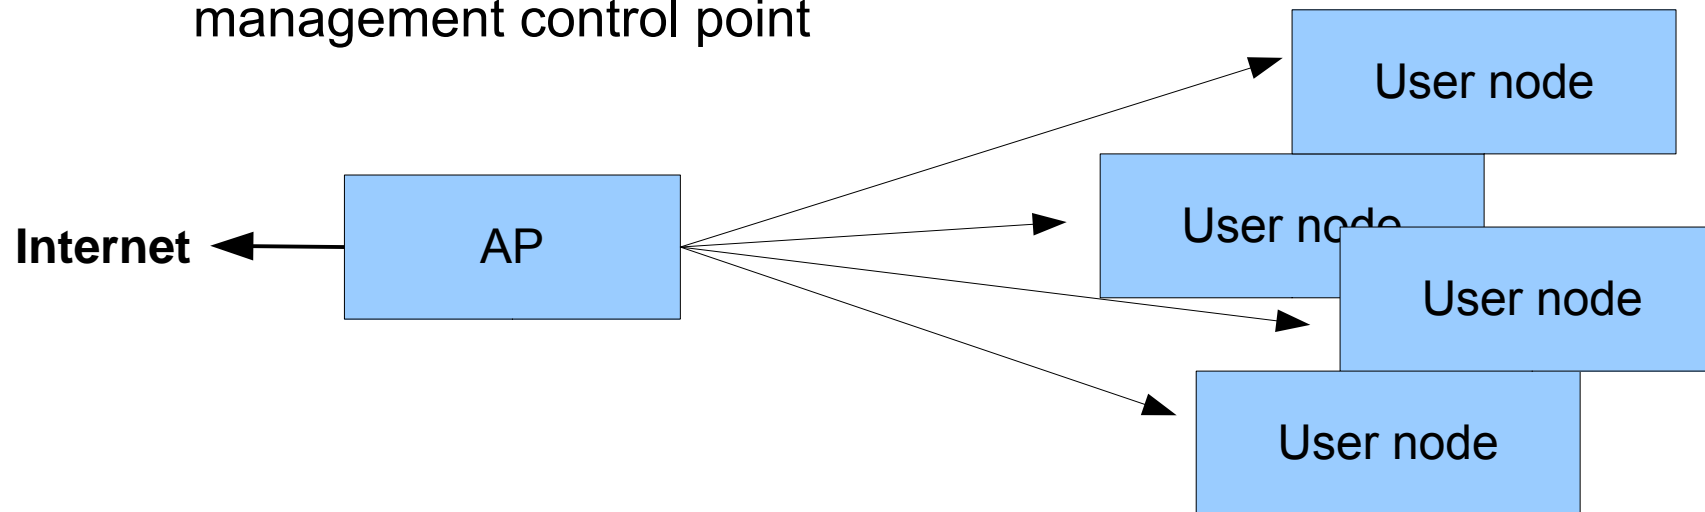 management control point
User node
User node
Internet
AP
User node
User node